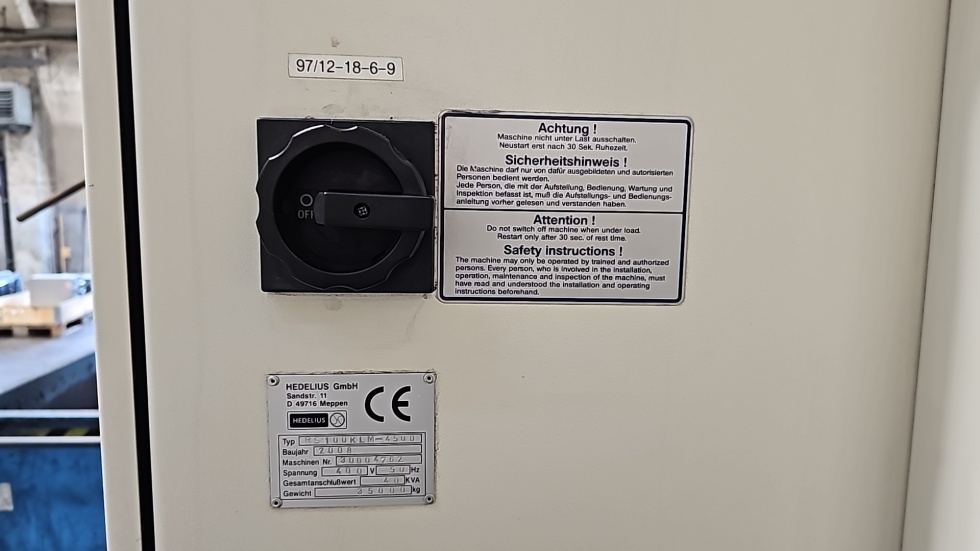 97/12-18-6-9
O
OFF
Achtung !
Maschine nicht unter Last ausschalten.
Neustart erst nach 30 Sek. Ruhezeit.
Sicherheitshinweis !
Die Maschine darf nur von dafür ausgebildeten und autorisierten
Personen bedient werden.
Jede Person, die mit der Aufstellung, Bedienung, Wartung und
Inspektion befasst ist, muß die Aufstellungs- und Bedienungs-
anleitung vorher gelesen und verstanden haben.
Attention !
Do not switch off machine when under load.
Restart only after 30 sec. of rest time.
Safety instructions !
The machine may only be operated by trained and authorized
persons. Every person, who is involved in the installation,
operation, maintenance and inspection of the machine, must
have read and understood the installation and operating
instructions beforehand.
HEDELIUS GmbH
Sandstr. 11
D 49716 Meppen
CE
HEDELIUS
Typ RS100KLM-4500
Baujahr 2008
Maschinen Nr. 30004702
Spannung 400 V 50 Hz
Gesamtanschlußwert 40 KVA
Gewicht 35000 kg